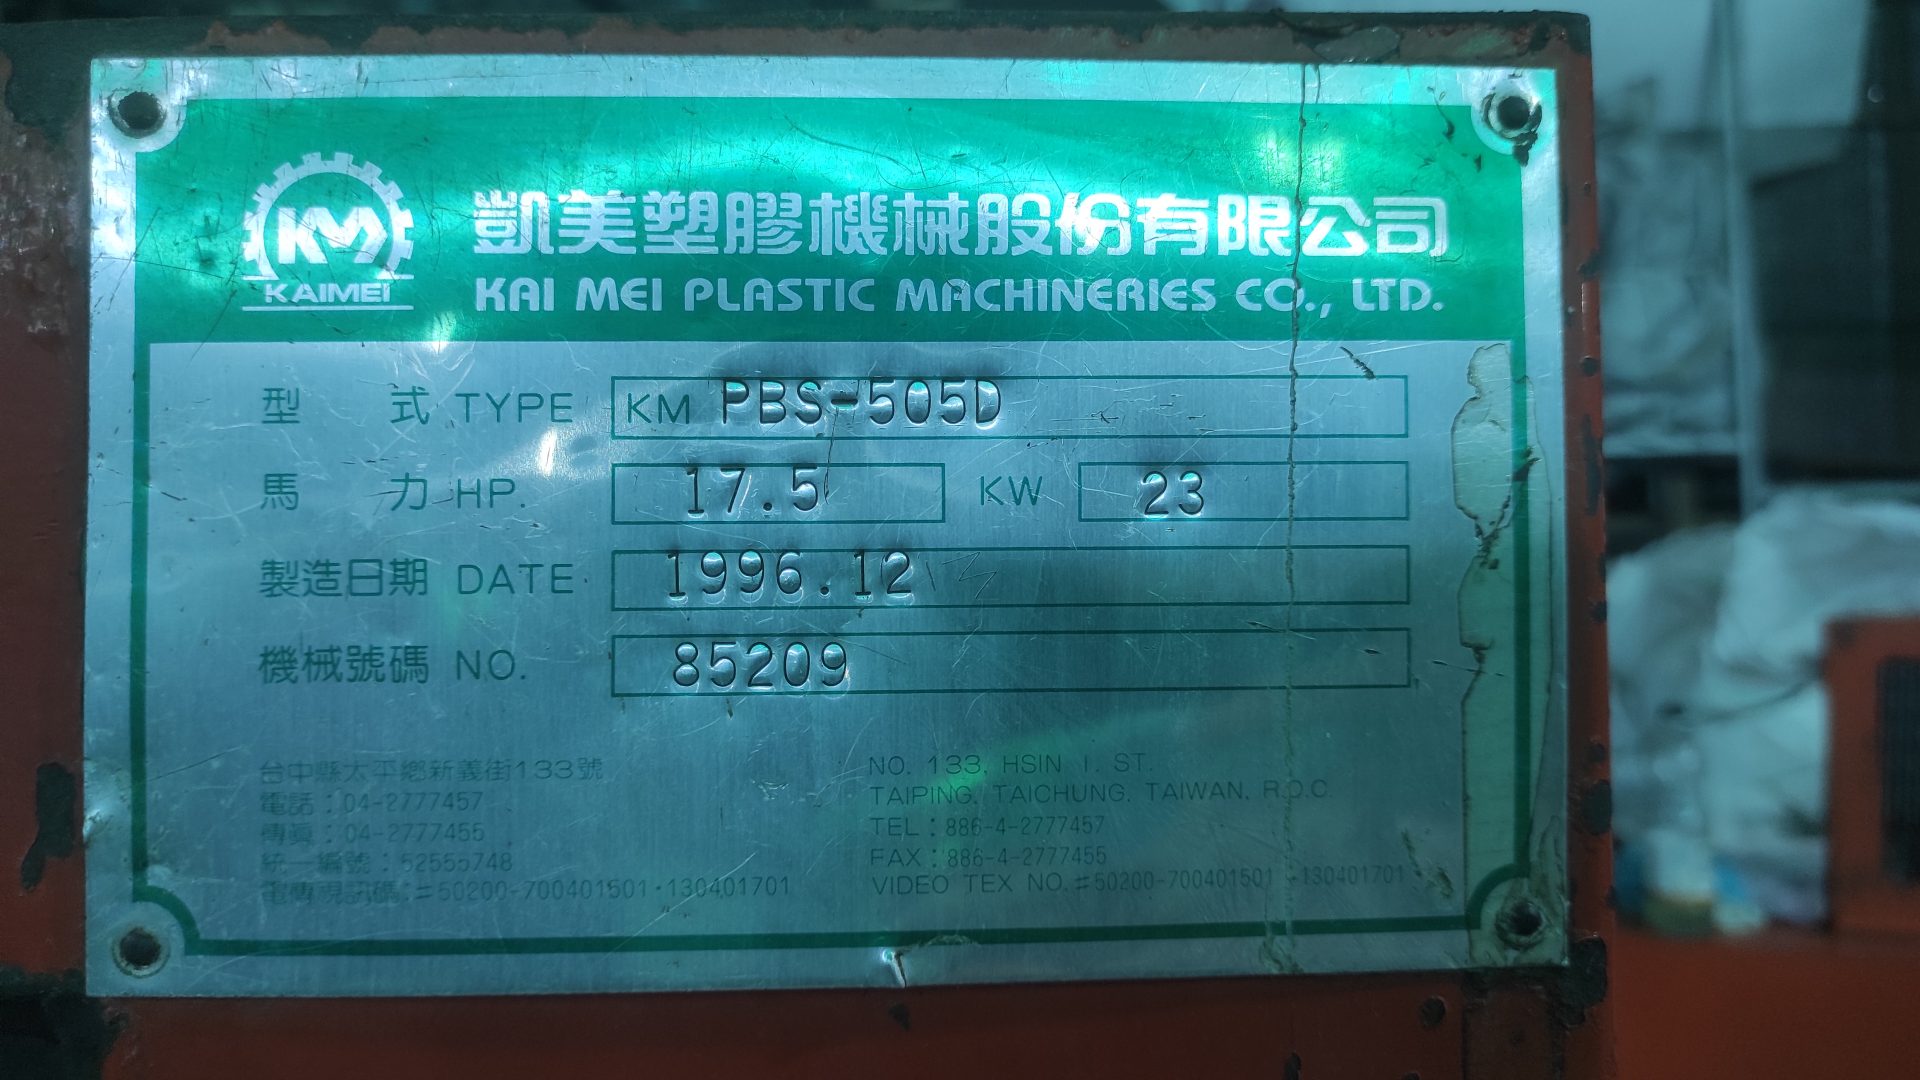 KM
KAIMEI
凱美塑膠機械股份有限公司
KAI MEI PLASTIC MACHINERIES CO., LTD.
型 式 TYPE KM PBS-505D
馬 力 HP. 17.5 KW 23
製造日期 DATE 1996.12
機械號碼 NO. 85209
台中縣太平鄉新義街133號
電話：04-2777457
傳真：04-2777455
統一編號：52555748
電傳視訊碼：#50200-700401501·130401701
NO. 133, HSIN I. ST.
TAIPING, TAICHUNG, TAIWAN, R.O.C.
TEL：886-4-2777457
FAX：886-4-2777455
VIDEO TEX NO. #50200-700401501·130401701